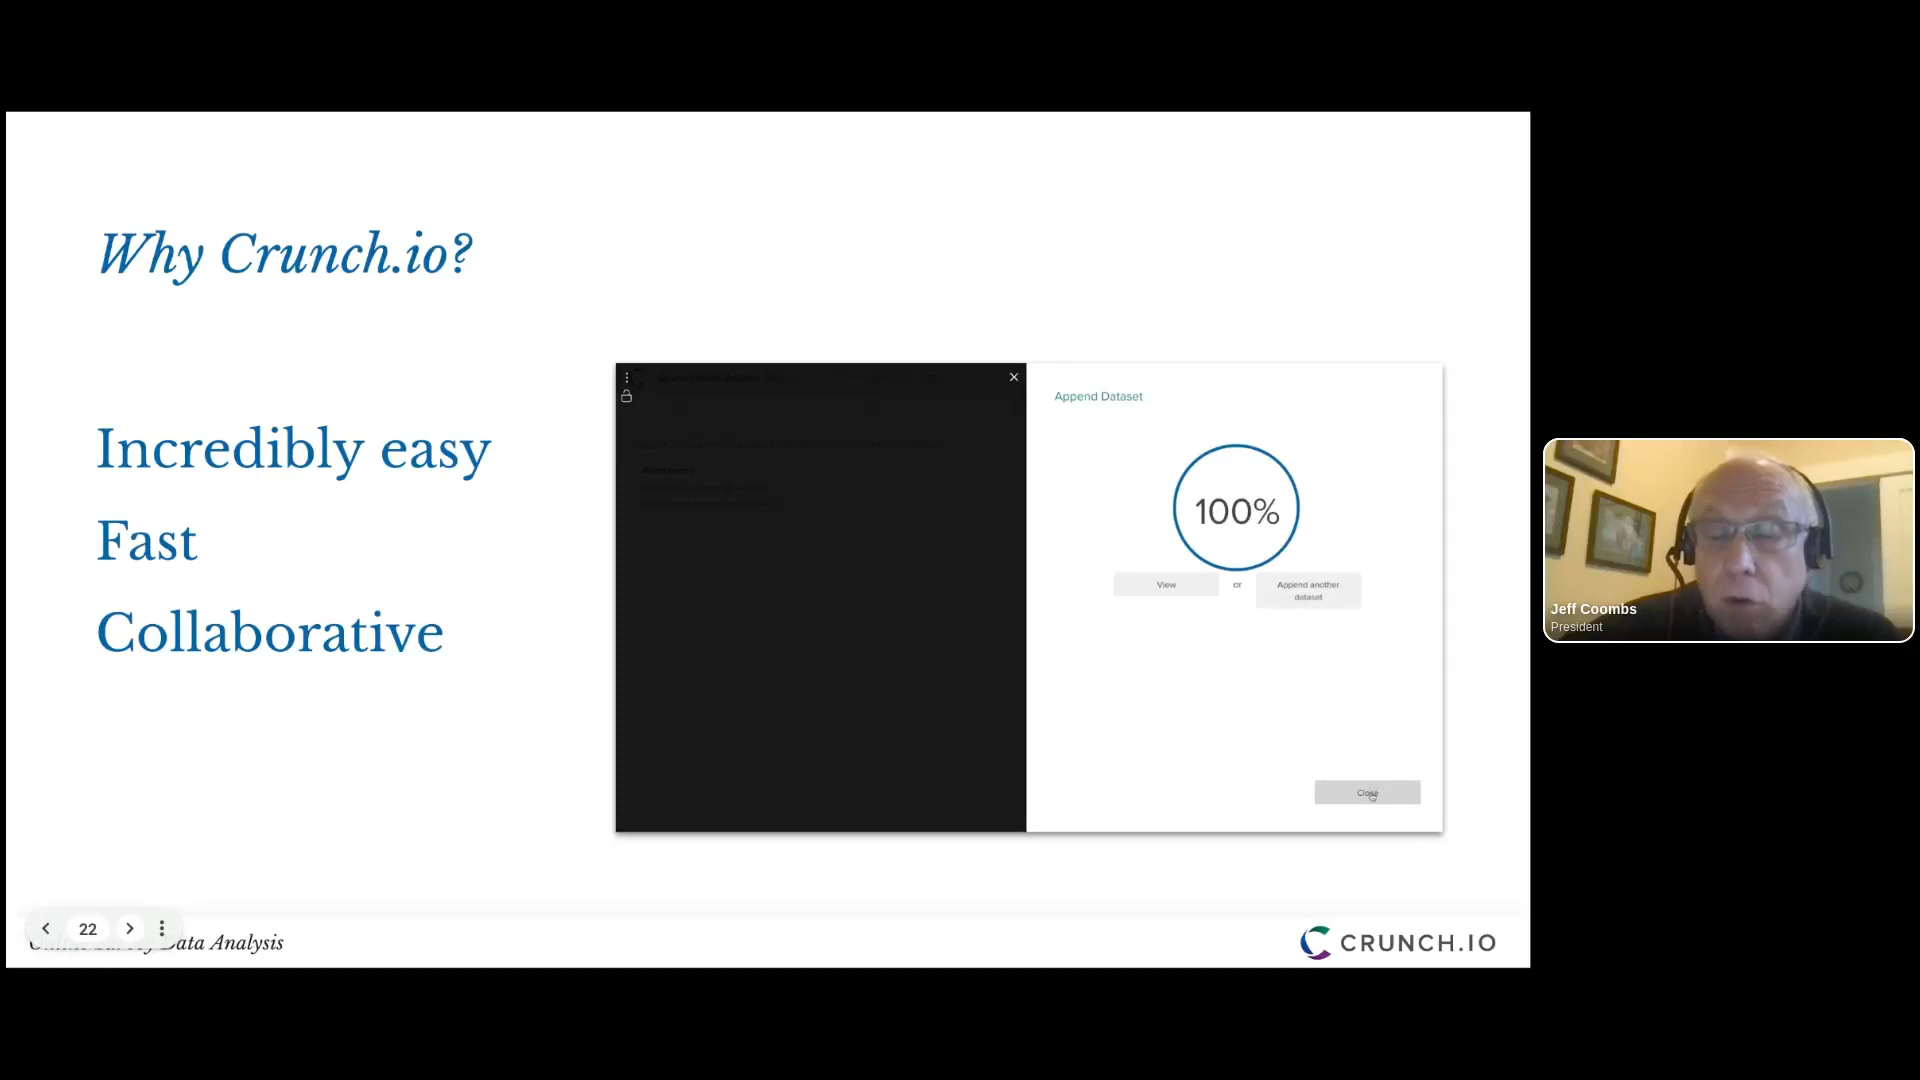 Why Crunch.io?
Incredibly easy
Fast
Collaborative
Append Dataset
100%
View
or
Append another
dataset
Close
Jeff Coombs
President
22
Data Analysis
CRUNCH.IO